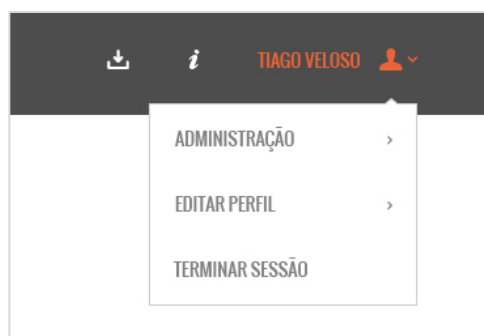 TIAGO VELOSO
ADMINISTRAÇÃO
EDITAR PERFIL
TERMINAR SESSÃO